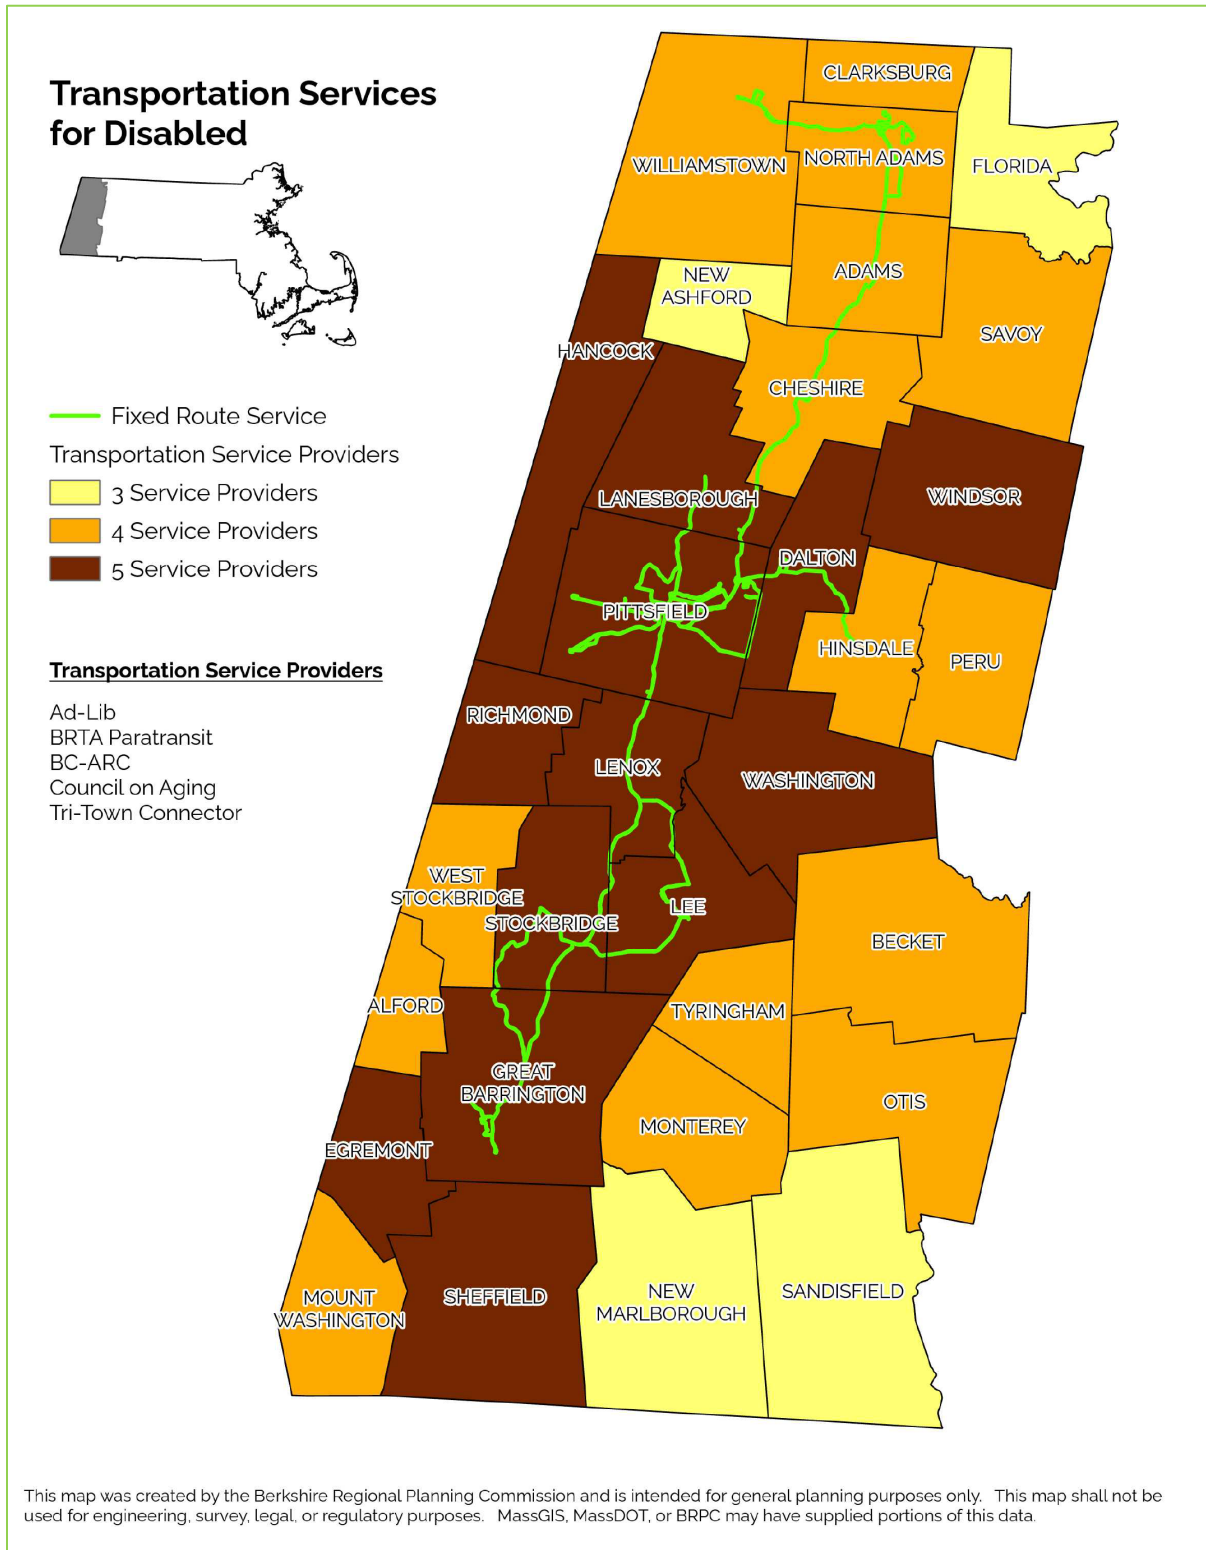 Transportation Services
for Disabled
Fixed Route Service
Transportation Service Providers
3 Service Providers
4 Service Providers
5 Service Providers
Transportation Service Providers
Ad-Lib
BRTA Paratransit
BC-ARC
Council on Aging
Tri-Town Connector
CLARKSBURG
WILLIAMSTOWN
NORTH ADAMS
FLORIDA
ADAMS
NEW
ASHFORD
SAVOY
HANCOCK
CHESHIRE
LANESBOROUGH
WINDSOR
DALTON
PITTSFIELD
HINSDALE
PERU
RICHMOND
LENOX
WASHINGTON
WEST
STOCKBRIDGE
STOCKBRIDGE
LEE
BECKET
ALFORD
TYRINGHAM
GREAT
BARRINGTON
OTIS
MONTEREY
EGREMONT
MOUNT
WASHINGTON
SHEFFIELD
NEW
MARLBOROUGH
SANDISFIELD
This map was created by the Berkshire Regional Planning Commission and is intended for general planning purposes only. This map shall not be
used for engineering, survey, legal, or regulatory purposes. MassGIS, MassDOT, or BRPC may have supplied portions of this data.